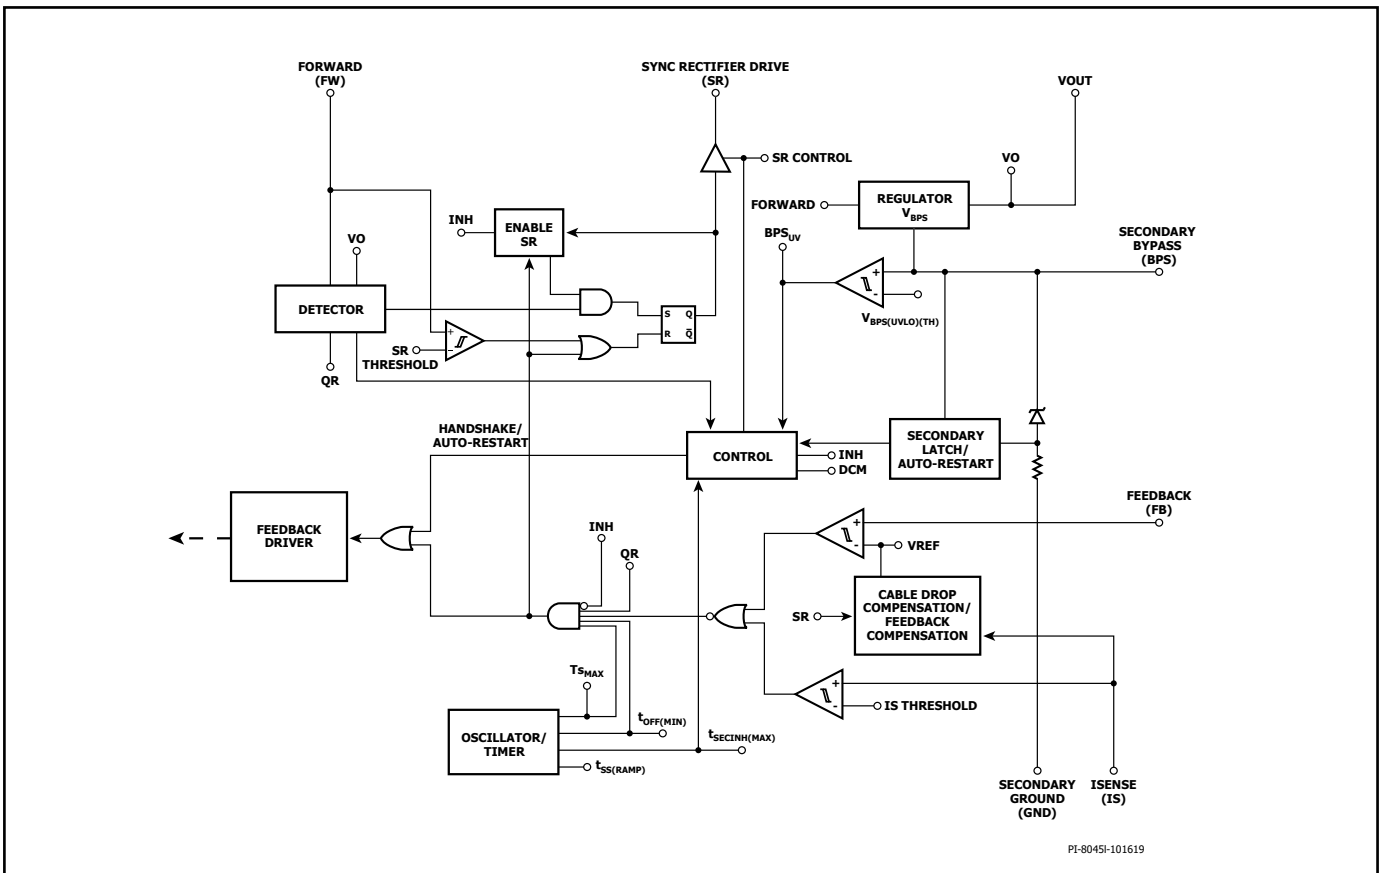 FORWARD
(FW)
SYNC RECTIFIER DRIVE
(SR)
VOUT
SR CONTROL
VO
FORWARD
REGULATOR
VBPS
INH
ENABLE
SR
BPSUV
SECONDARY
BYPASS
(BPS)
VO
+
-
VBPS(UVLO)(TH)
DETECTOR
S Q
R Q̅
+
−
SR
THRESHOLD
QR
HANDSHAKE/
AUTO-RESTART
CONTROL
INH
DCM
SECONDARY
LATCH/
AUTO-RESTART
FEEDBACK
(FB)
FEEDBACK
DRIVER
INH
QR
+
-
VREF
CABLE DROP
COMPENSATION/
FEEDBACK
COMPENSATION
SR
TsMAX
+
-
IS THRESHOLD
OSCILLATOR/
TIMER
tOFF(MIN)
tSECINH(MAX)
tSS(RAMP)
SECONDARY
GROUND
(GND)
ISENSE
(IS)
PI-8045l-101619